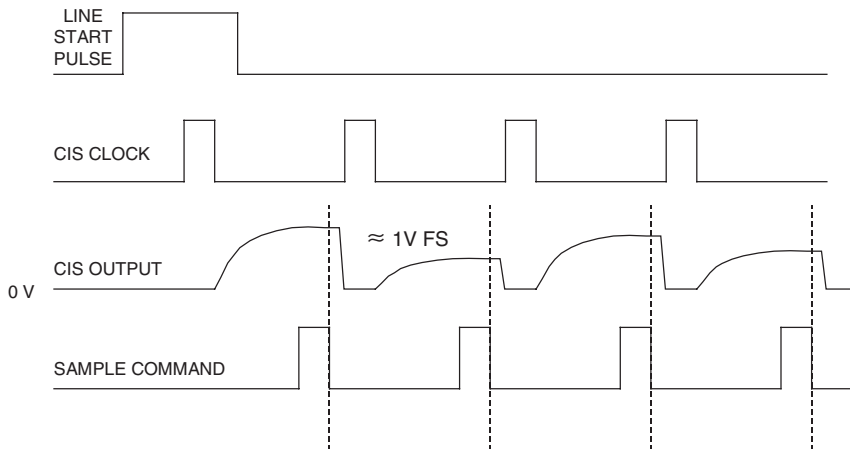 LINE
START
PULSE
CIS CLOCK
≈ 1V FS
CIS OUTPUT
0 V
SAMPLE COMMAND